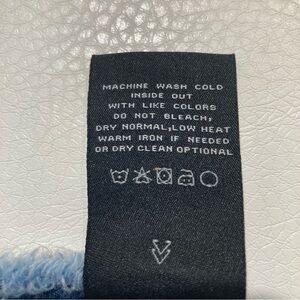 MACHINE WASH COLD
INSIDE OUT
WITH LIKE COLORS
DO NOT BLEACH,
DRY NORMAL,LOW HEAT
WARM IRON IF NEEDED
OR DRY CLEAN OPTIONAL